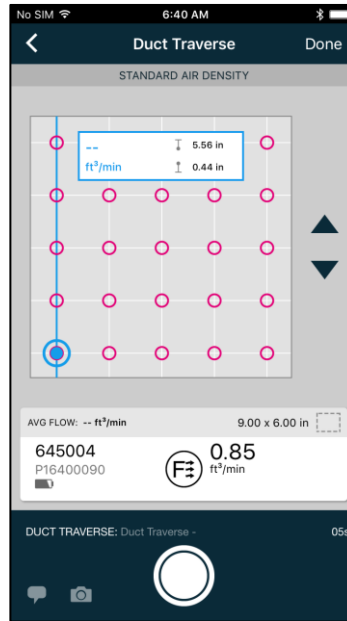 No SIM 6:40 AM
Duct Traverse Done
STANDARD AIR DENSITY
-- 5.56 in
ft³/min 0.44 in
AVG FLOW: -- ft³/min 9.00 x 6.00 in
645004 0.85
P16400090 ft³/min
F
DUCT TRAVERSE: Duct Traverse - 05s